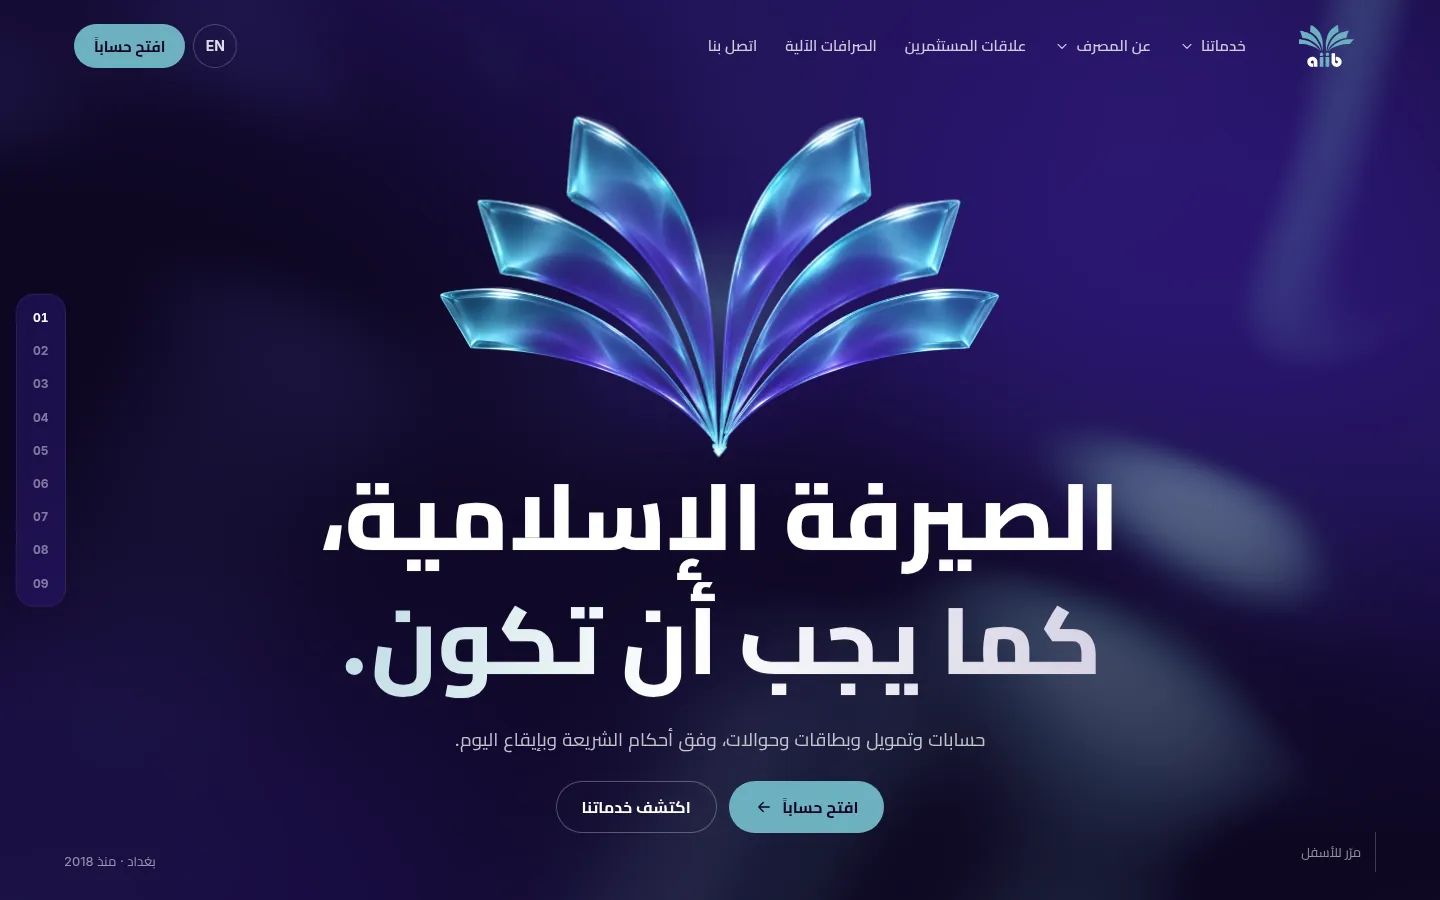 aiib
خدماتنا
عن المصرف
علاقات المستثمرين
الصرافات الآلية
اتصل بنا
EN
افتح حساباً
01
02
03
04
05
06
07
08
09
الصيرفة الإسلامية،
كما يجب أن تكون.
حسابات وتمويل وبطاقات وحوالات، وفق أحكام الشريعة وبإيقاع اليوم.
افتح حساباً ←
اكتشف خدماتنا
مرّر للأسفل
بغداد · منذ 2018